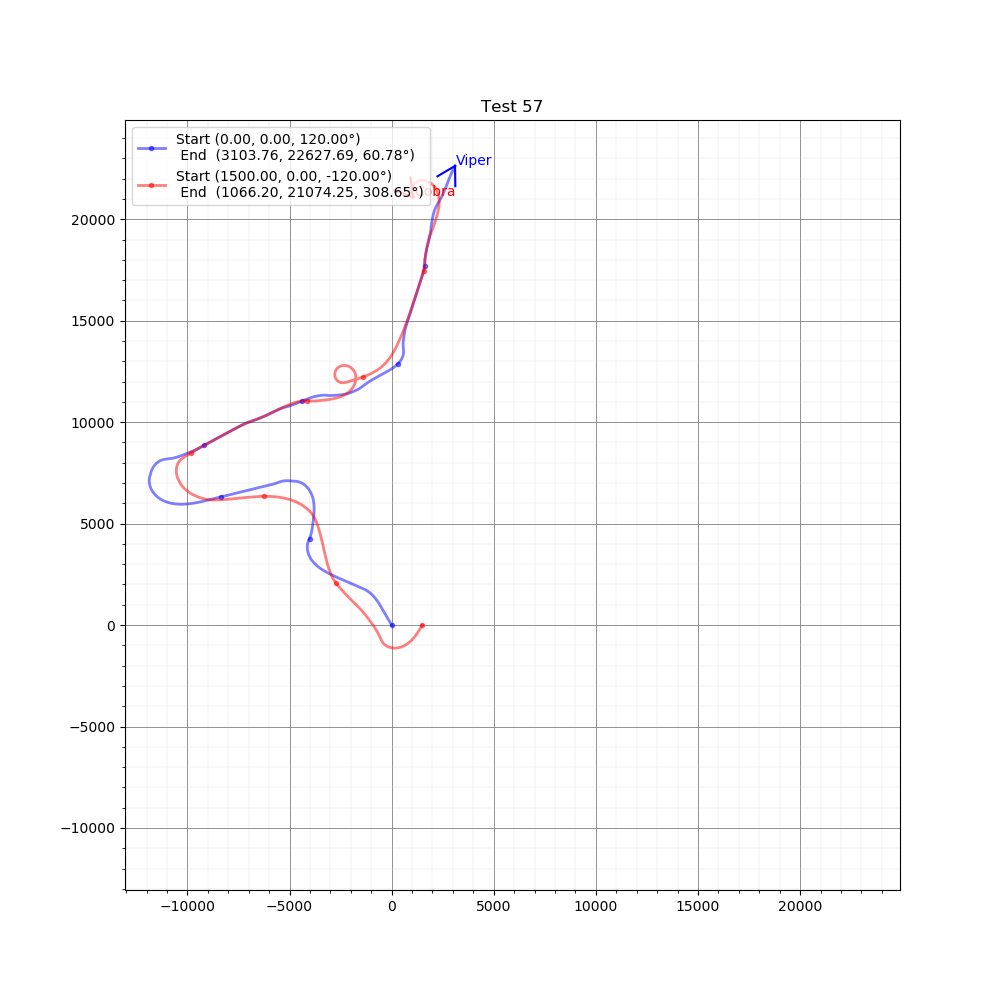 Test 57
Start (0.00, 0.00, 120.00°)
End (3103.76, 22627.69, 60.78°)
Start (1500.00, 0.00, -120.00°)
End (1066.20, 21074.25, 308.65°)
Viper
Cobra
20000
15000
10000
5000
0
−5000
−10000
−10000 −5000 0 5000 10000 15000 20000